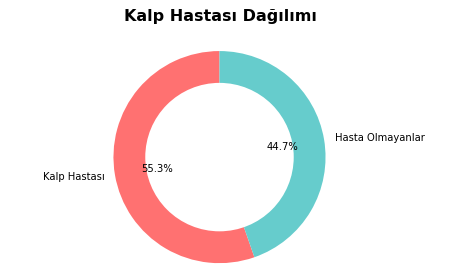 Kalp Hastası Dağılımı
Hasta Olmayanlar
44.7%
55.3%
Kalp Hastası